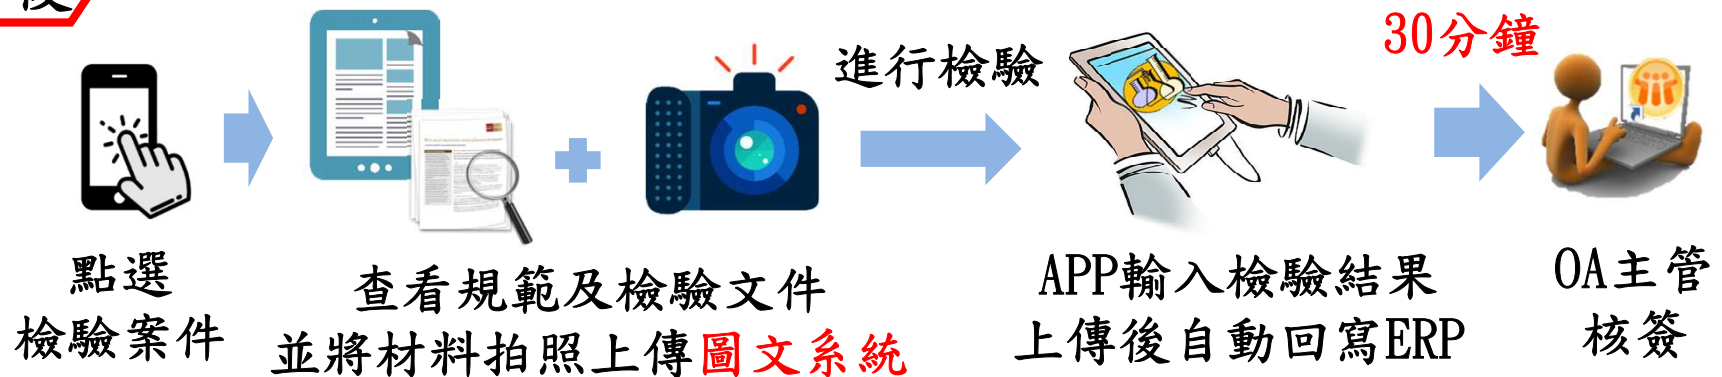 進行檢驗
30分鐘
點選
檢驗案件
查看規範及檢驗文件
並將材料拍照上傳圖文系統
APP輸入檢驗結果
上傳後自動回寫ERP
OA主管
核簽